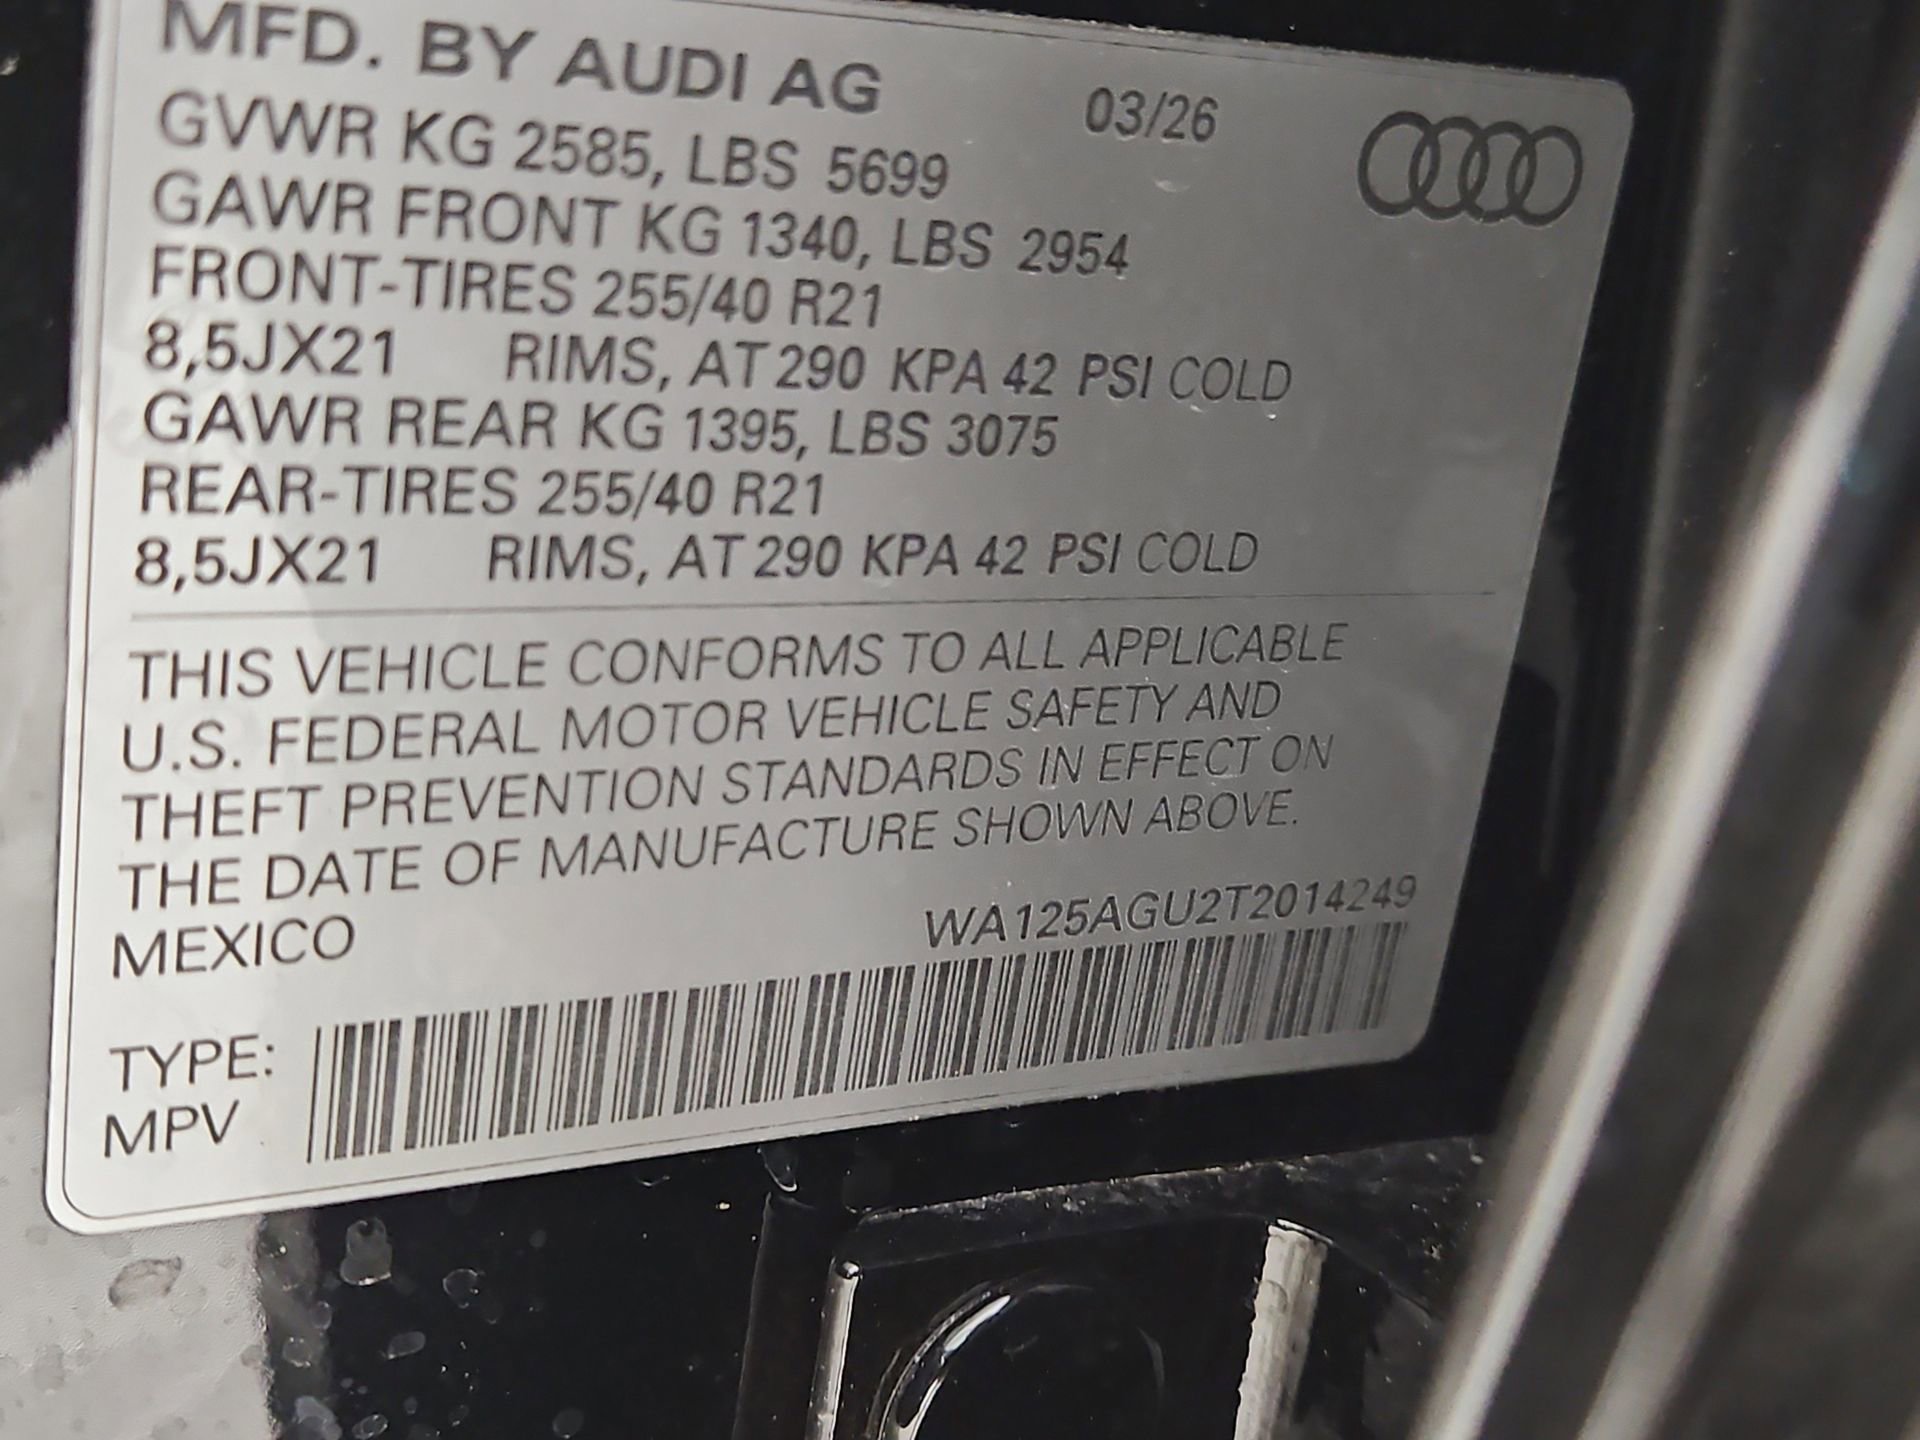 MFD. BY AUDI AG 03/26
GVWR KG 2585, LBS 5699
GAWR FRONT KG 1340, LBS 2954
FRONT-TIRES 255/40 R21
8,5JX21 RIMS, AT 290 KPA 42 PSI COLD
GAWR REAR KG 1395, LBS 3075
REAR-TIRES 255/40 R21
8,5JX21 RIMS, AT 290 KPA 42 PSI COLD
THIS VEHICLE CONFORMS TO ALL APPLICABLE
U.S. FEDERAL MOTOR VEHICLE SAFETY AND
THEFT PREVENTION STANDARDS IN EFFECT ON
THE DATE OF MANUFACTURE SHOWN ABOVE.
MEXICO WA125AGU2T2014249
TYPE:
MPV